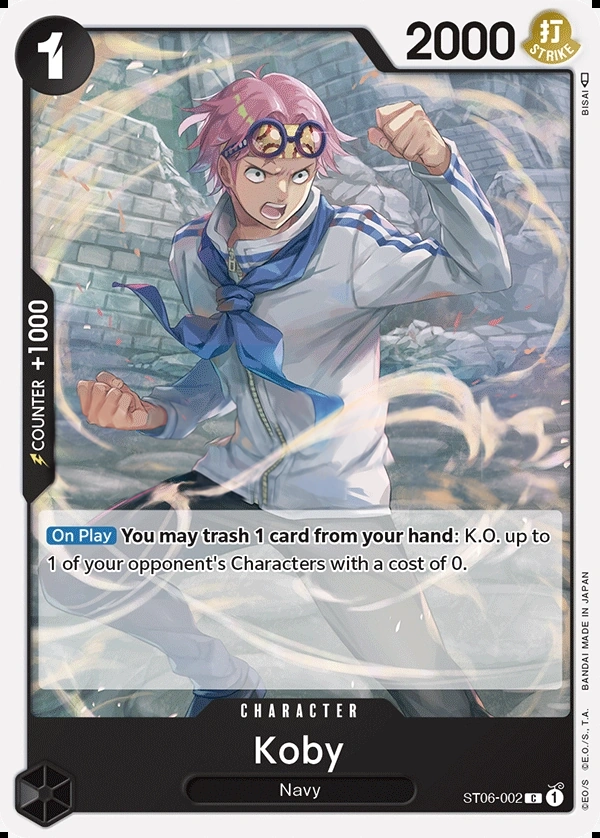 1
2000
打
STRIKE
BISAI
COUNTER +1000
On Play You may trash 1 card from your hand: K.O. up to
1 of your opponent's Characters with a cost of 0.
CHARACTER
Koby
Navy
ST06-002 C 1
©EO/S ©E.O./S., T.A. BANDAI MADE IN JAPAN